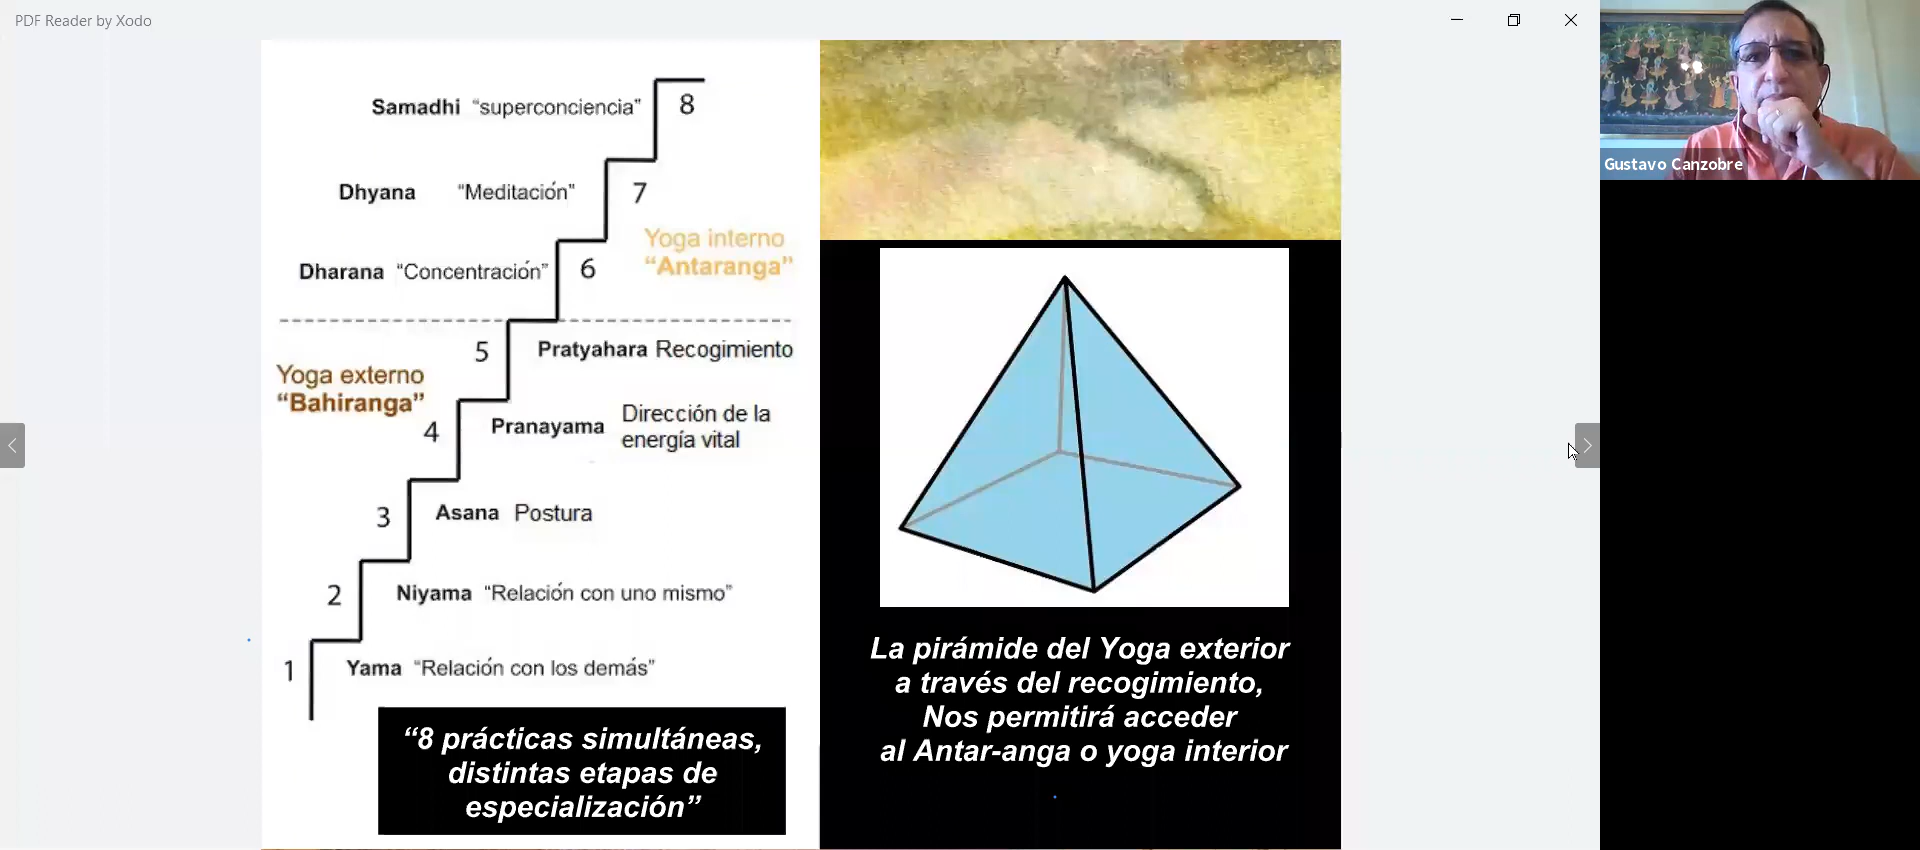 PDF Reader by Xodo
Samadhi “superconciencia” 8
Dhyana “Meditación” 7
Yoga interno
“Antaranga”
Dharana “Concentración” 6
5 Pratyahara Recogimiento
Yoga externo
“Bahiranga”
4 Pranayama Dirección de la
energía vital
3 Asana Postura
2 Niyama “Relación con uno mismo”
1 Yama “Relación con los demás”
“8 prácticas simultáneas,
distintas etapas de
especialización”
La pirámide del Yoga exterior
a través del recogimiento,
Nos permitirá acceder
al Antar-anga o yoga interior
Gustavo Canzobre